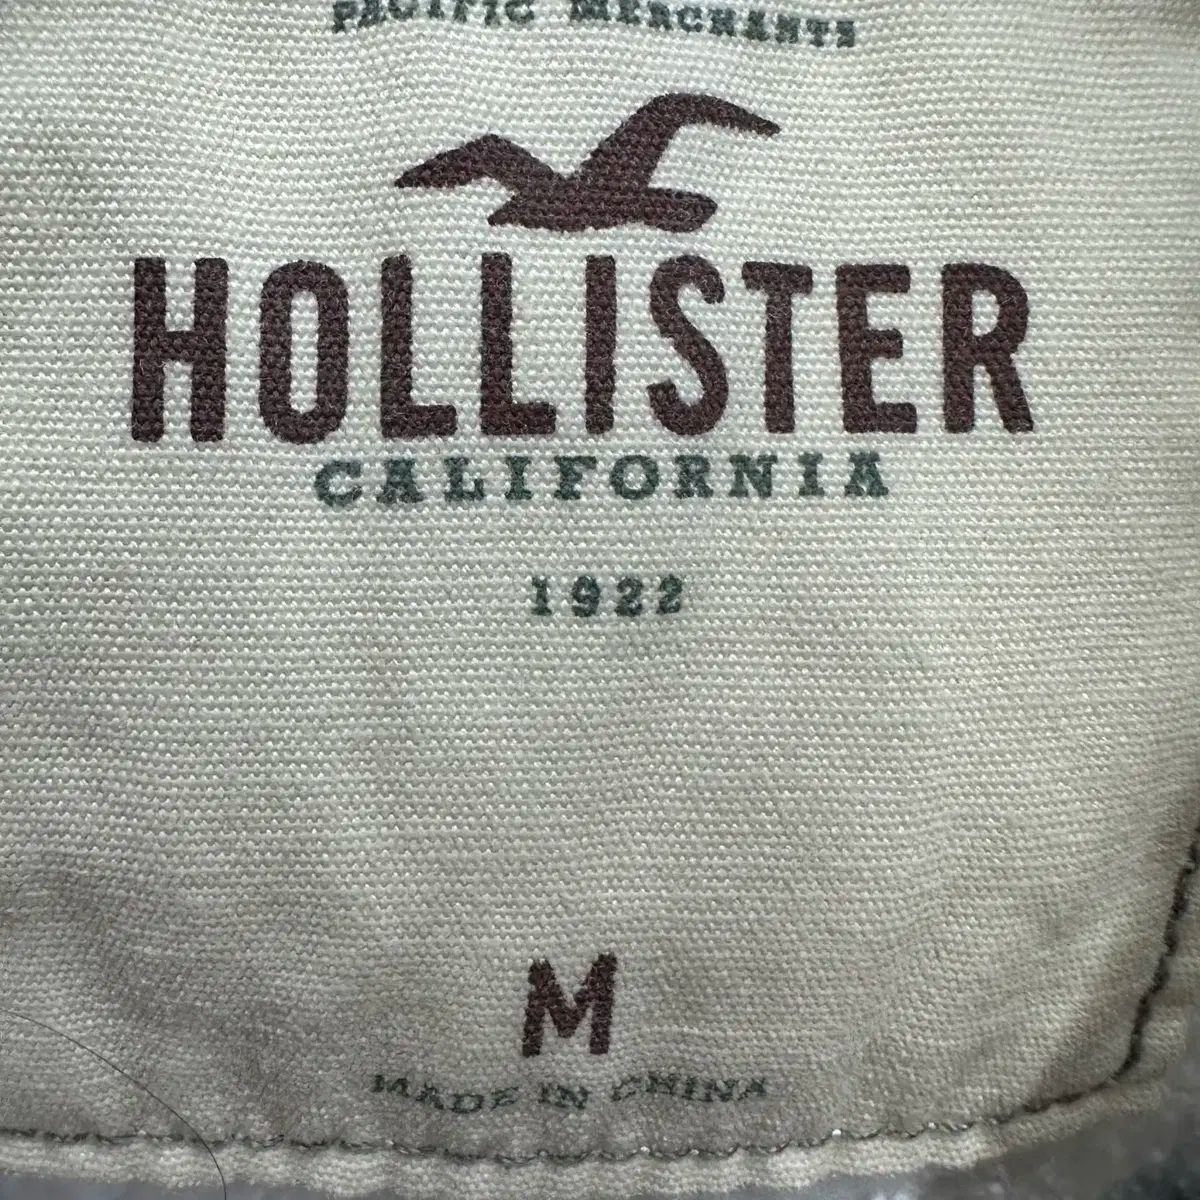 PACIFIC MERCHANTS
HOLLISTER
CALIFORNIA
1922
M
MADE IN CHINA